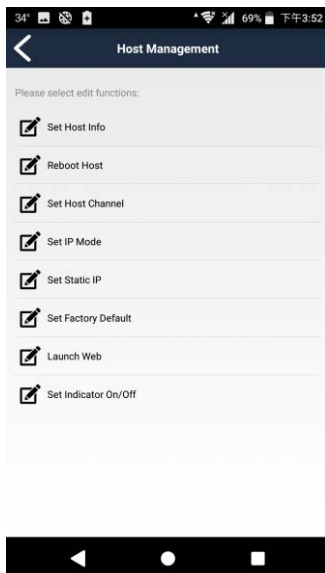 34° 69% 下午3:52
Host Management
Please select edit functions:
Set Host Info
Reboot Host
Set Host Channel
Set IP Mode
Set Static IP
Set Factory Default
Launch Web
Set Indicator On/Off